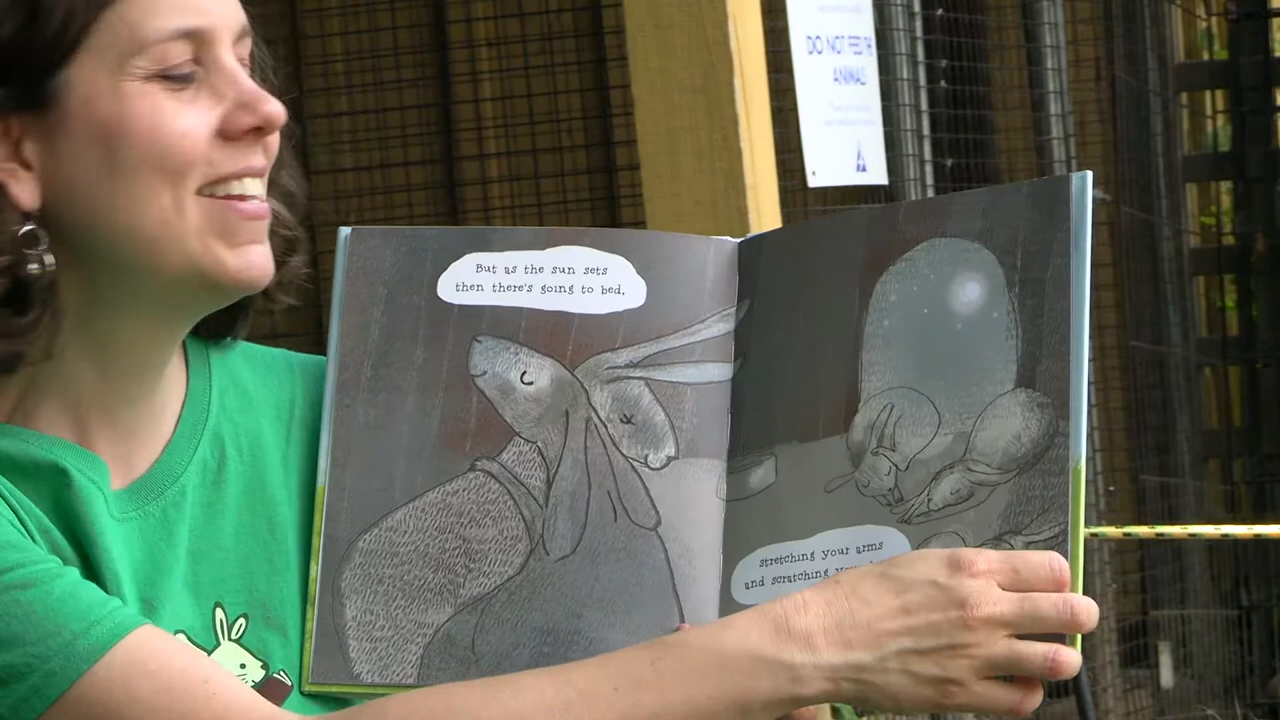 DO NOT FEED THE
ANIMAL
But as the sun sets
then there's going to bed,
stretching your arms
and scratching